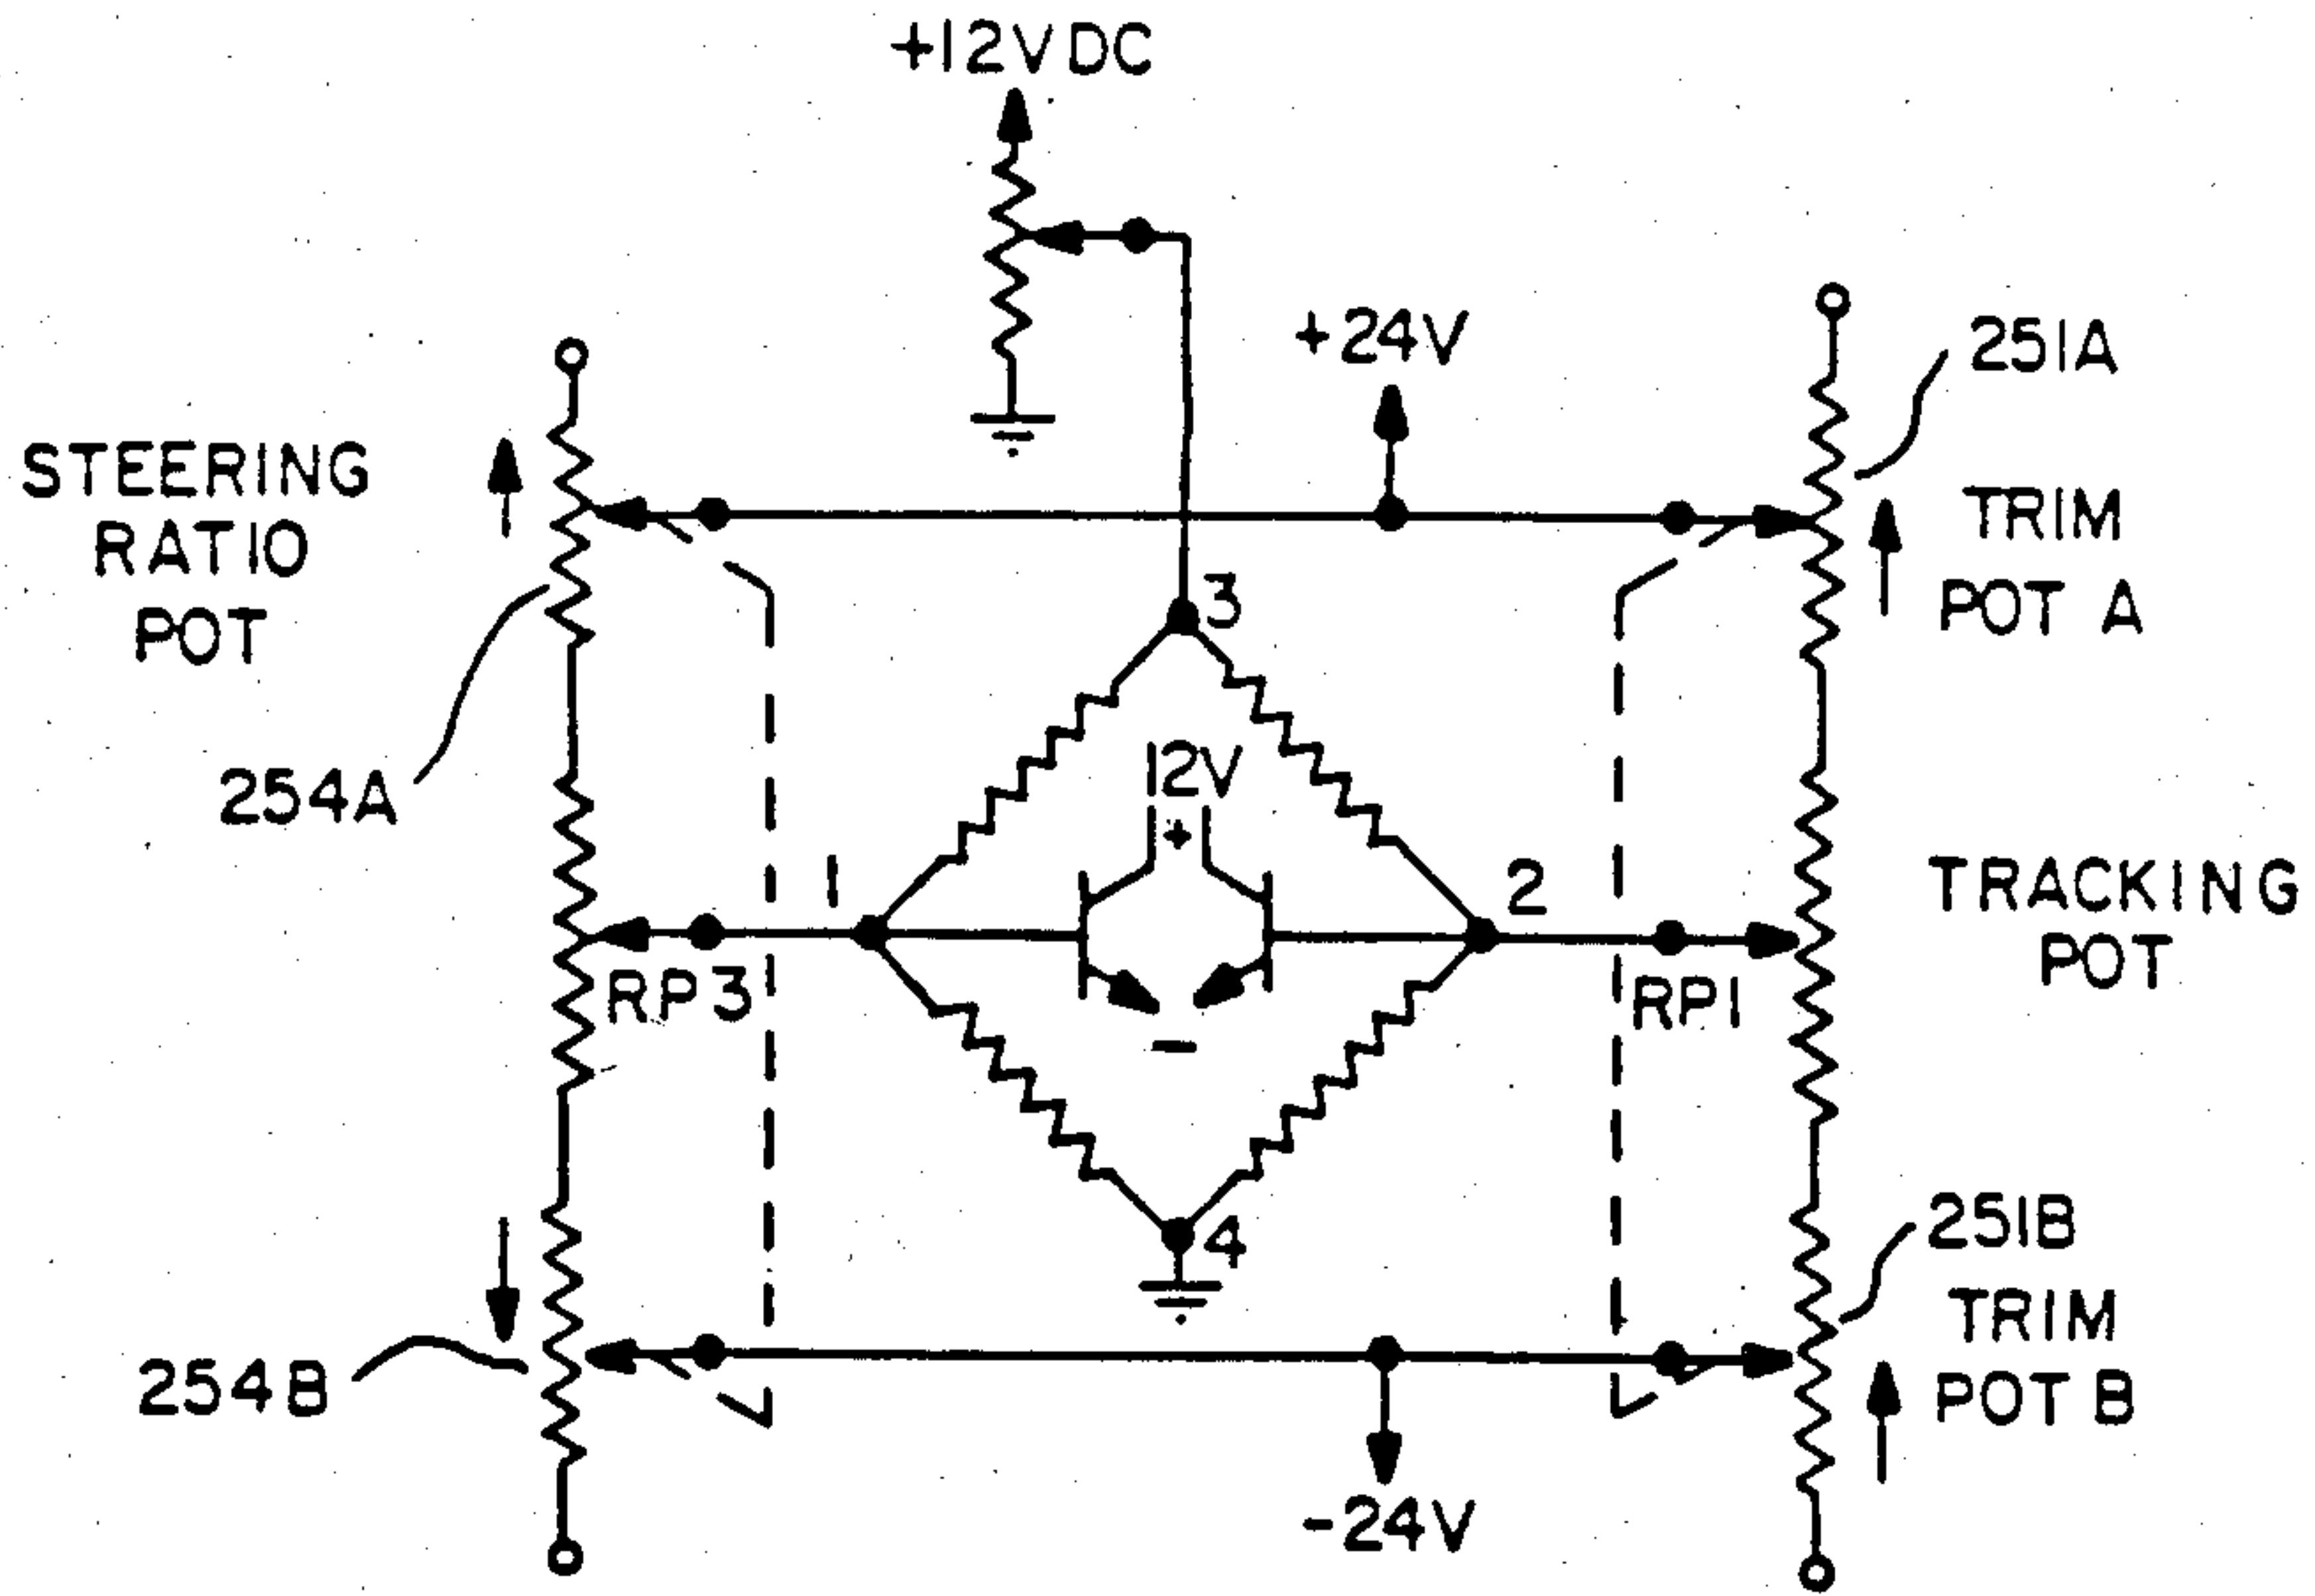 +12VDC
+24V
251A
STEERING
RATIO
POT
TRIM
POT A
3
254A
12V
+
1
2
TRACKING
POT
RP3
RP1
-
4
251B
TRIM
POT B
254B
-24V